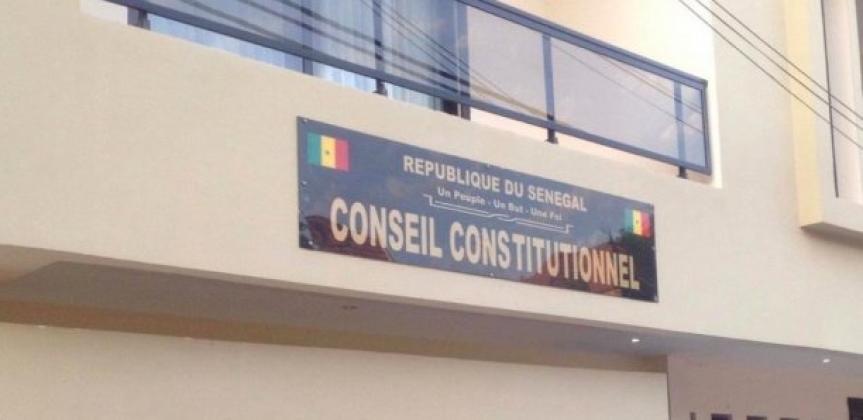 REPUBLIQUE DU SENEGAL
Un Peuple - Un But - Une Foi
CONSEIL CONSTITUTIONNEL